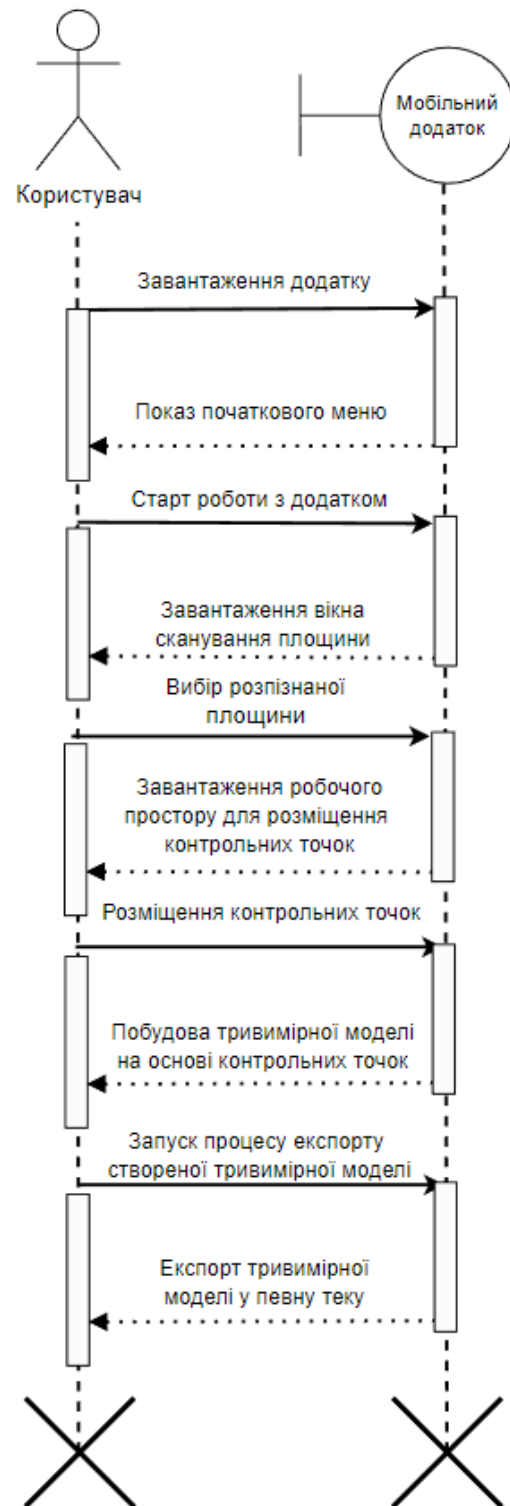 Мобільний
додаток
Користувач
Завантаження додатку
Показ початкового меню
Старт роботи з додатком
Завантаження вікна
сканування площини
Вибір розпізнаної
площини
Завантаження робочого
простору для розміщення
контрольних точок
Розміщення контрольних точок
Побудова тривимірної моделі
на основі контрольних точок
Запуск процесу експорту
створеної тривимірної моделі
Експорт тривимірної
моделі у певну теку